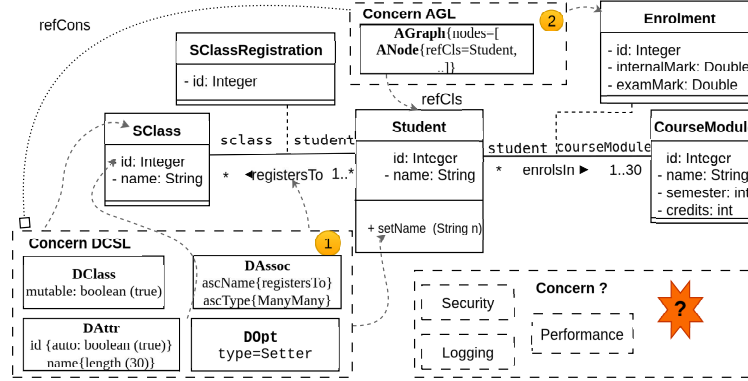 refCons
Concern AGL
2
AGraph{nodes=[
ANode{refCls=Student,
..]}
refCls
Enrolment
- id: Integer
- internalMark: Double
- examMark: Double
SClassRegistration
- id: Integer
SClass
- id: Integer
- name: String
sclass
student
*
◄registersTo
1..*
Student
id: Integer
- name: String
+ setName (String n)
student
courseModule
*
enrolsIn ►
1..30
CourseModul
id: Integer
- name: String
- semester: int
- credits: int
Concern DCSL
1
DClass
mutable: boolean (true)
DAssoc
ascName{registersTo}
ascType{ManyMany}
DAttr
id {auto: boolean (true)}
name{length (30)}
DOpt
type=Setter
Concern ?
Security
Logging
Performance
?